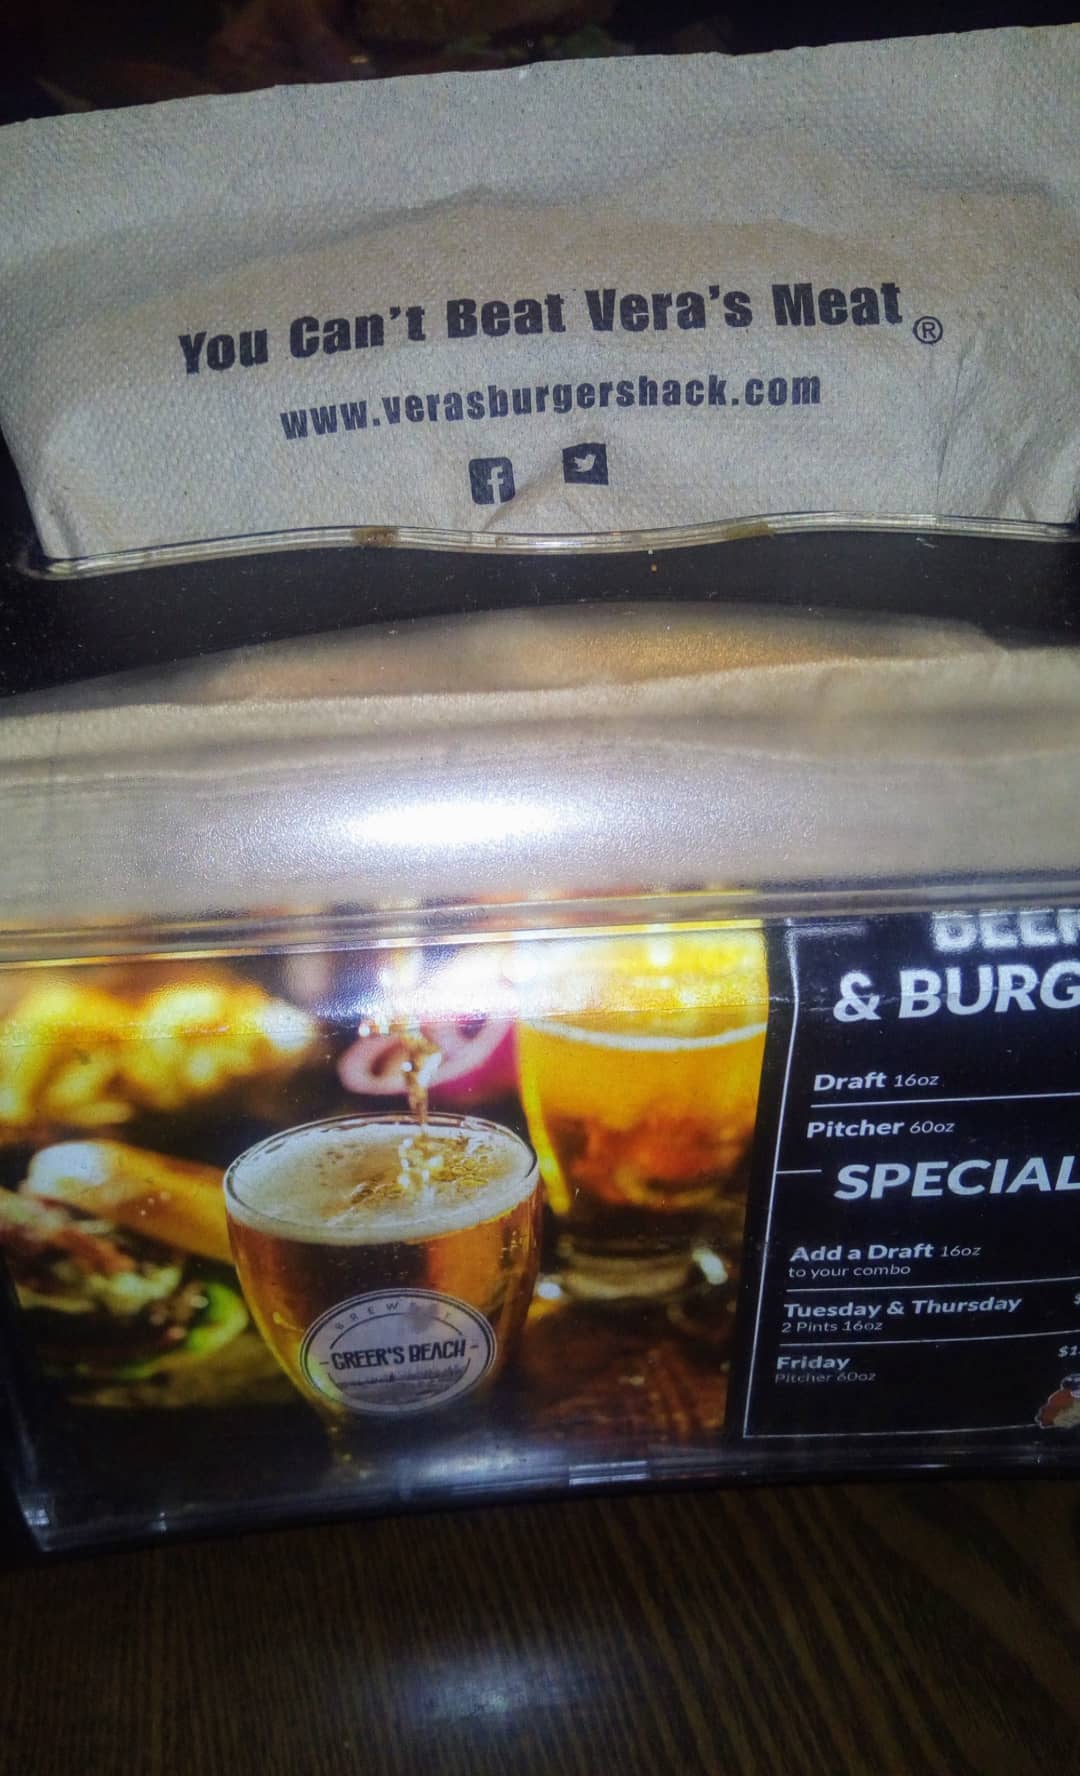 You Can't Beat Vera's Meat ®
www.verasburgershack.com
BREWERY
-GREER'S BEACH-
& BURG
Draft 16oz
Pitcher 60oz
SPECIAL
Add a Draft 16oz
to your combo
Tuesday & Thursday
2 Pints 16oz
Friday
Pitcher 60oz